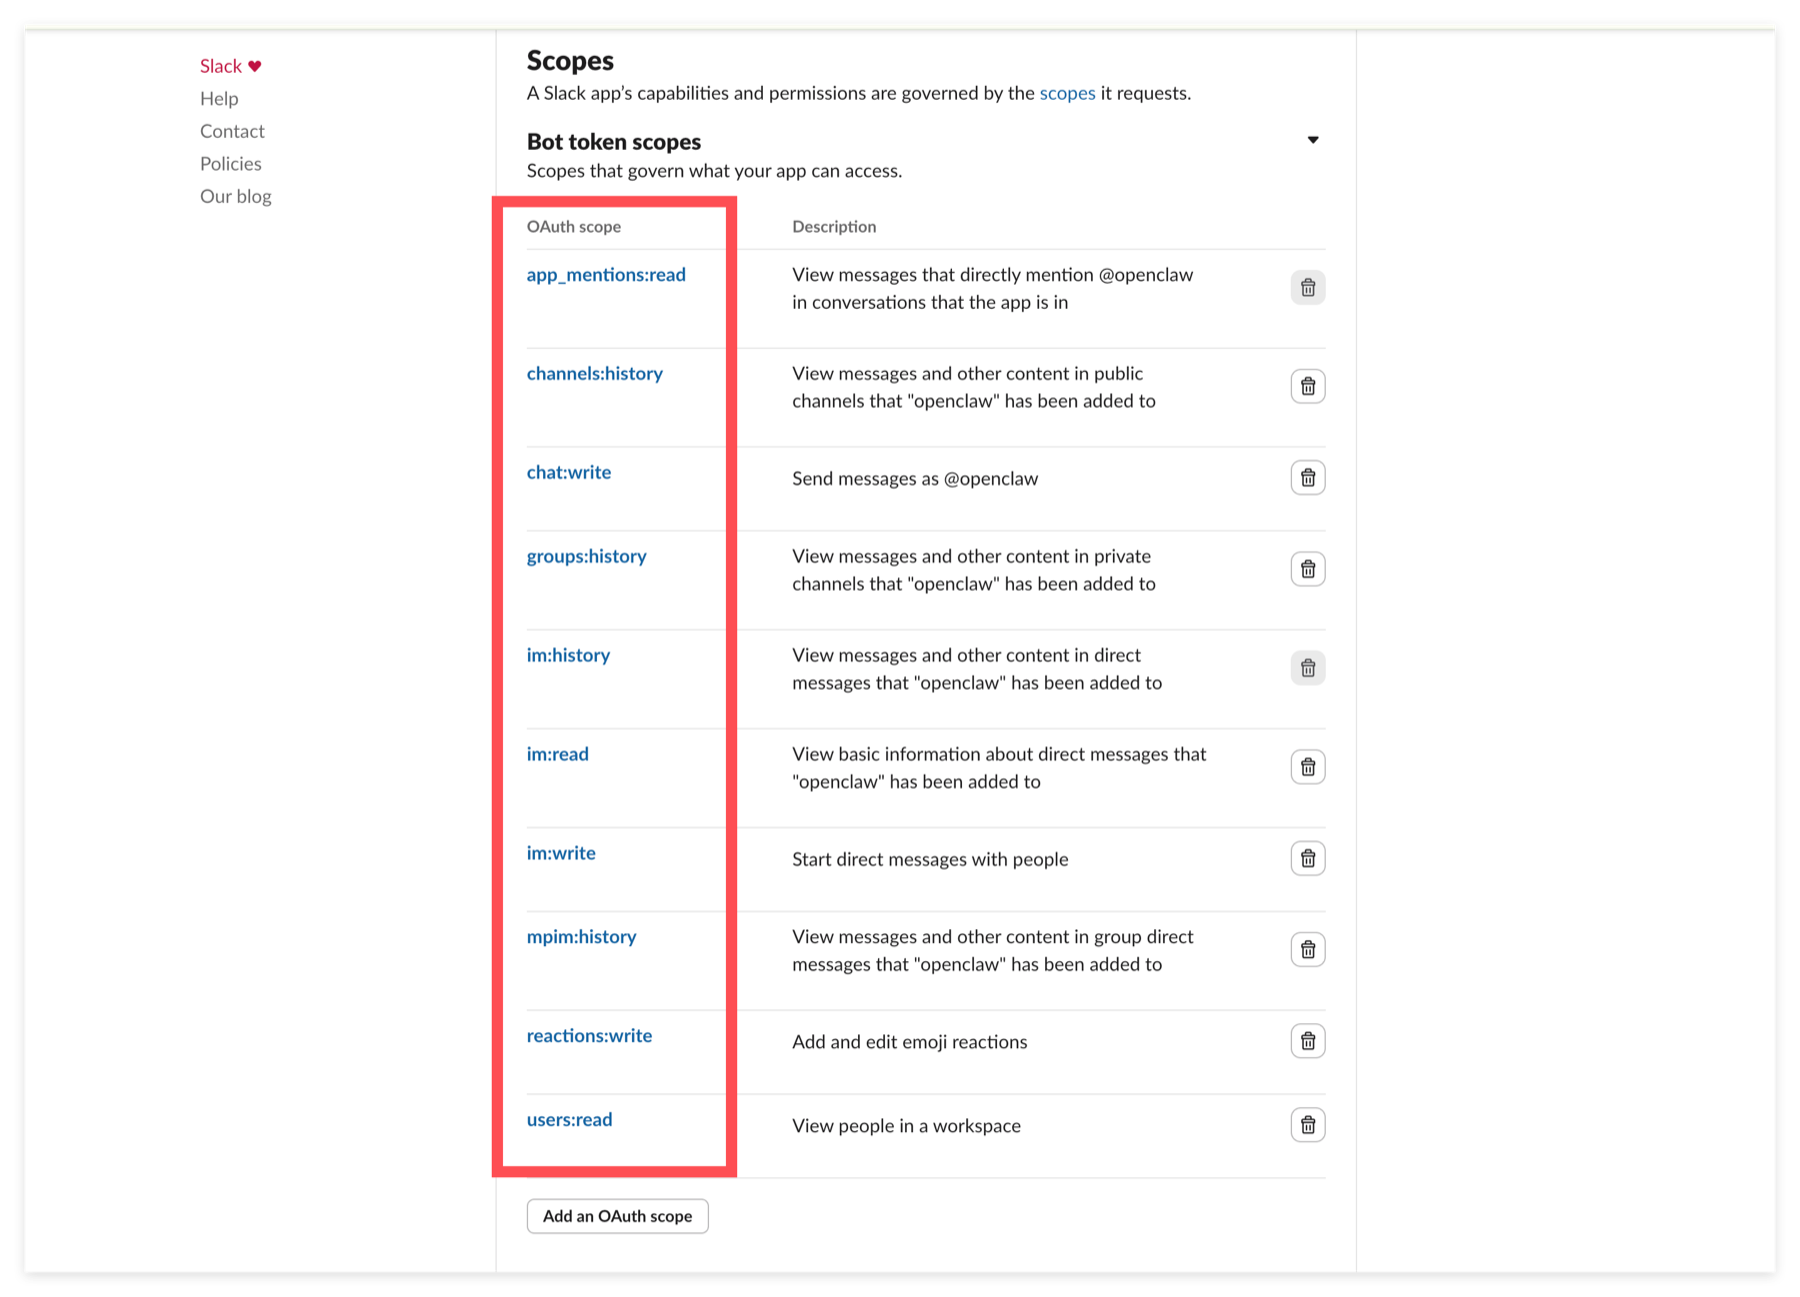 Slack ♥
Help
Contact
Policies
Our blog
Scopes
A Slack app's capabilities and permissions are governed by the scopes it requests.
Bot token scopes
Scopes that govern what your app can access.
OAuth scope
Description
app_mentions:read
View messages that directly mention @openclaw
in conversations that the app is in
channels:history
View messages and other content in public
channels that "openclaw" has been added to
chat:write
Send messages as @openclaw
groups:history
View messages and other content in private
channels that "openclaw" has been added to
im:history
View messages and other content in direct
messages that "openclaw" has been added to
im:read
View basic information about direct messages that
"openclaw" has been added to
im:write
Start direct messages with people
mpim:history
View messages and other content in group direct
messages that "openclaw" has been added to
reactions:write
Add and edit emoji reactions
users:read
View people in a workspace
Add an OAuth scope